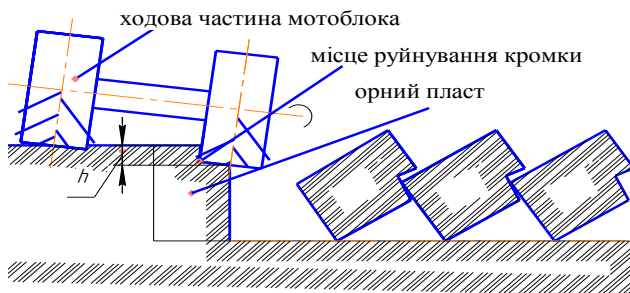 ходова частина мотоблока
місце руйнування кромки
орний пласт
h